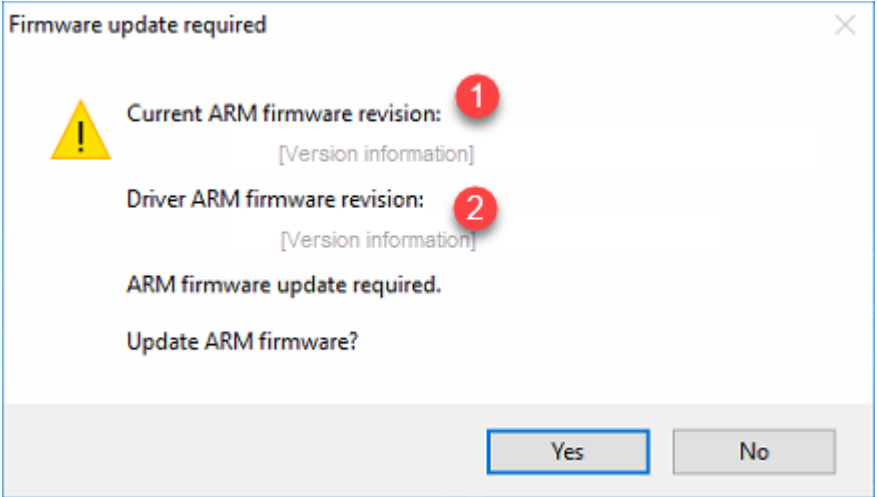 Firmware update required
Current ARM firmware revision: 1
[Version information]
Driver ARM firmware revision: 2
[Version information]
ARM firmware update required.
Update ARM firmware?
Yes No